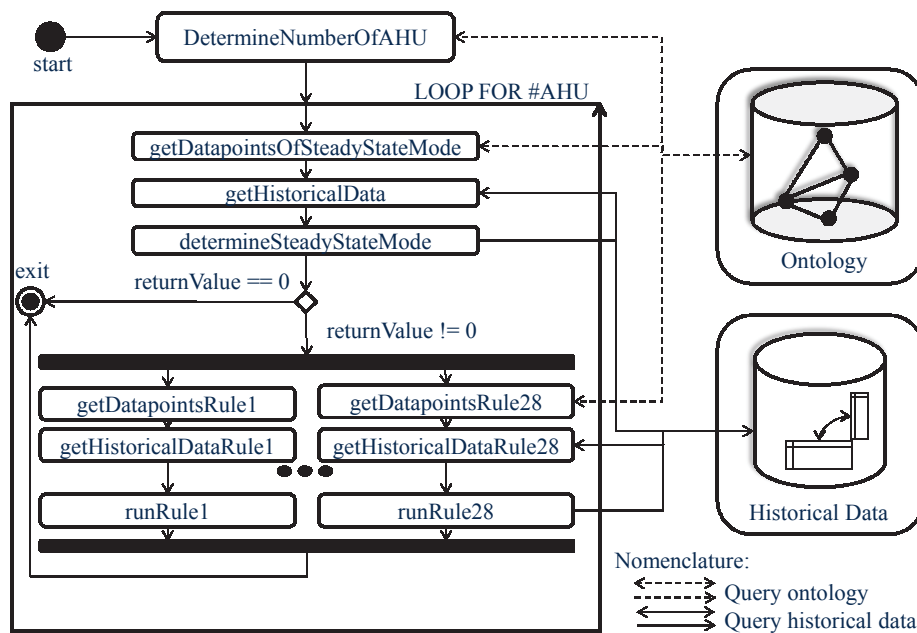 DetermineNumberOfAHU
start
LOOP FOR #AHU
getDatapointsOfSteadyStateMode
getHistoricalData
determineSteadyStateMode
Ontology
exit
returnValue == 0
returnValue != 0
getDatapointsRule1
getDatapointsRule28
getHistoricalDataRule1
getHistoricalDataRule28
runRule1
runRule28
Historical Data
Nomenclature:
Query ontology
Query historical data